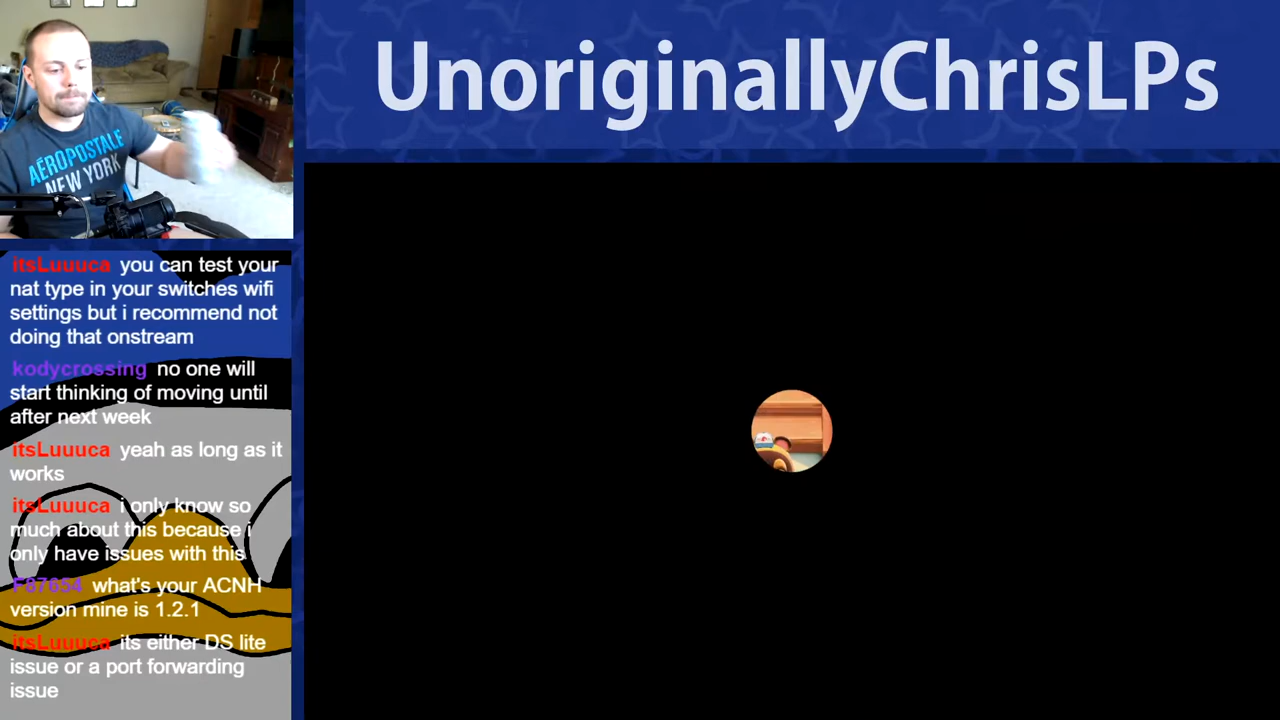 UnoriginallyChrisLPs
AÉROPOSTALE
NEW YORK
itsLuuuca you can test your
nat type in your switches wifi
settings but i recommend not
doing that onstream
kodycrossing no one will
start thinking of moving until
after next week
itsLuuuca yeah as long as it
works
itsLuuuca i only know so
much about this because i
only have issues with this
F87654 what's your ACNH
version mine is 1.2.1
itsLuuuca its either DS lite
issue or a port forwarding
issue